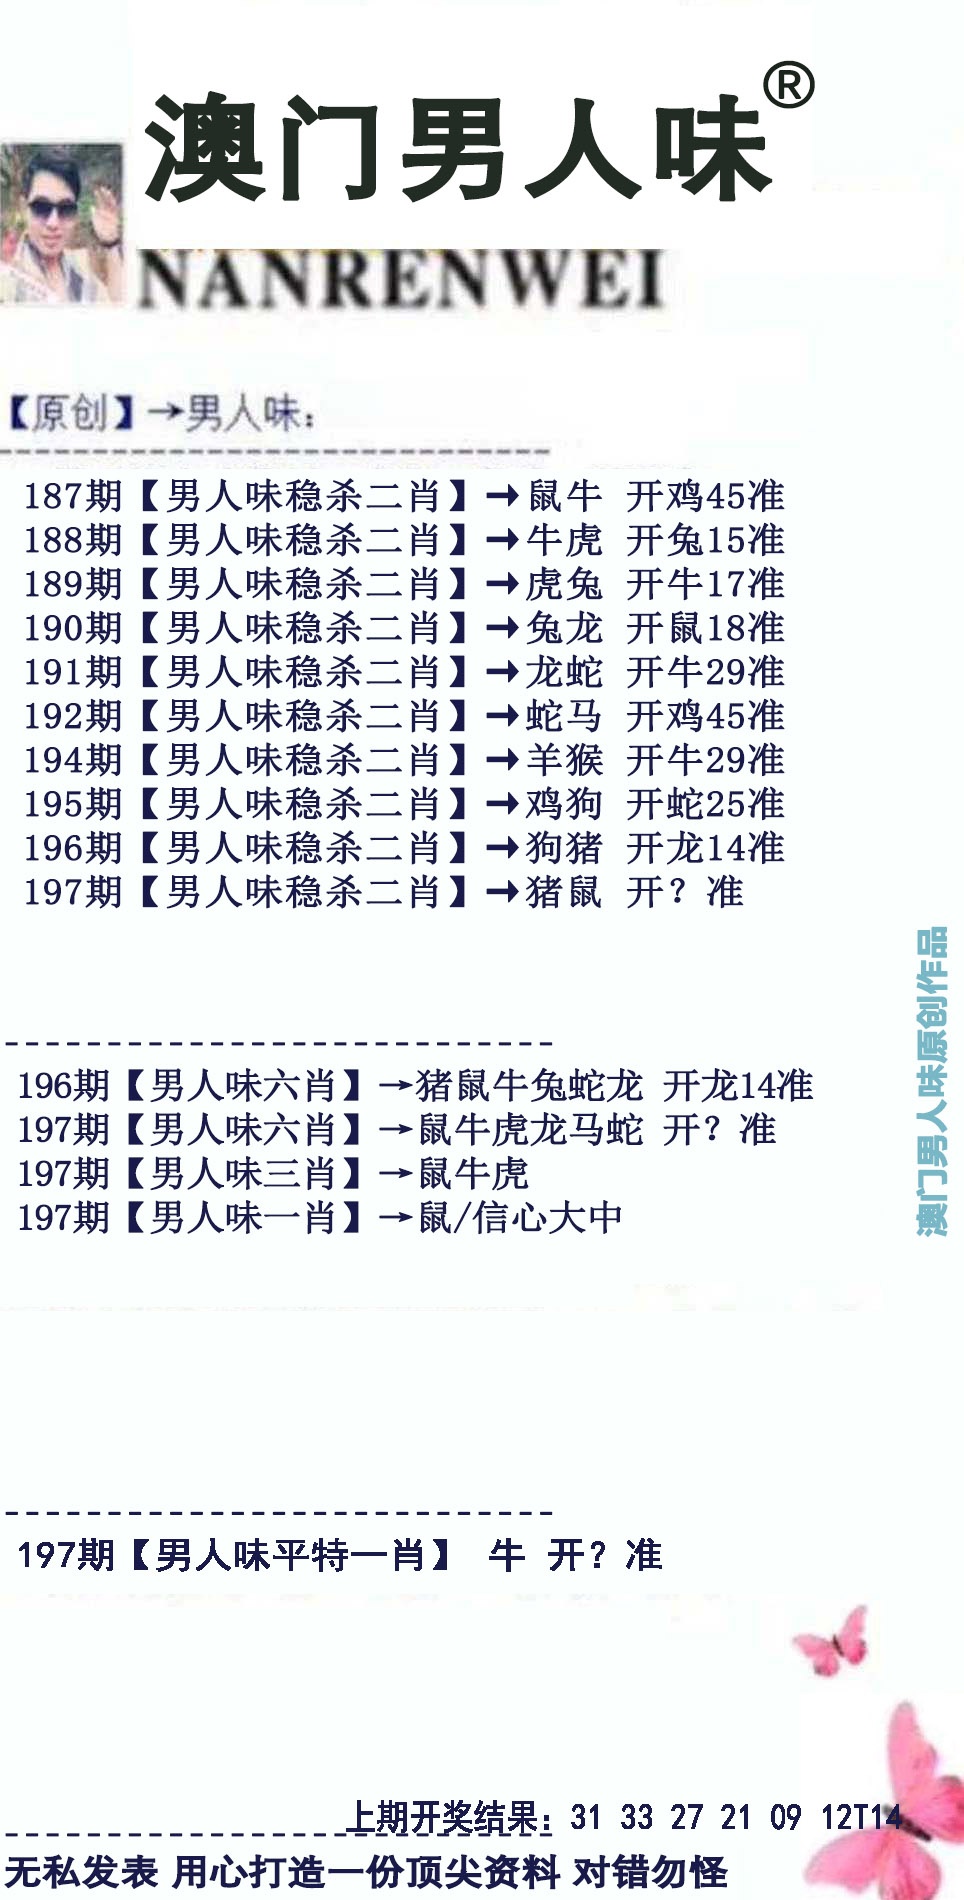 澳门男人味®
NANRENWEI
【原创】→男人味：
187期【男人味稳杀二肖】→鼠牛 开鸡45准
188期【男人味稳杀二肖】→牛虎 开兔15准
189期【男人味稳杀二肖】→虎兔 开牛17准
190期【男人味稳杀二肖】→兔龙 开鼠18准
191期【男人味稳杀二肖】→龙蛇 开牛29准
192期【男人味稳杀二肖】→蛇马 开鸡45准
194期【男人味稳杀二肖】→羊猴 开牛29准
195期【男人味稳杀二肖】→鸡狗 开蛇25准
196期【男人味稳杀二肖】→狗猪 开龙14准
197期【男人味稳杀二肖】→猪鼠 开？准
澳门男人味原创作品
196期【男人味六肖】→猪鼠牛兔蛇龙 开龙14准
197期【男人味六肖】→鼠牛虎龙马蛇 开？准
197期【男人味三肖】→鼠牛虎
197期【男人味一肖】→鼠/信心大中
197期【男人味平特一肖】 牛 开？准
上期开奖结果：31 33 27 21 09 12T14
无私发表 用心打造一份顶尖资料 对错勿怪